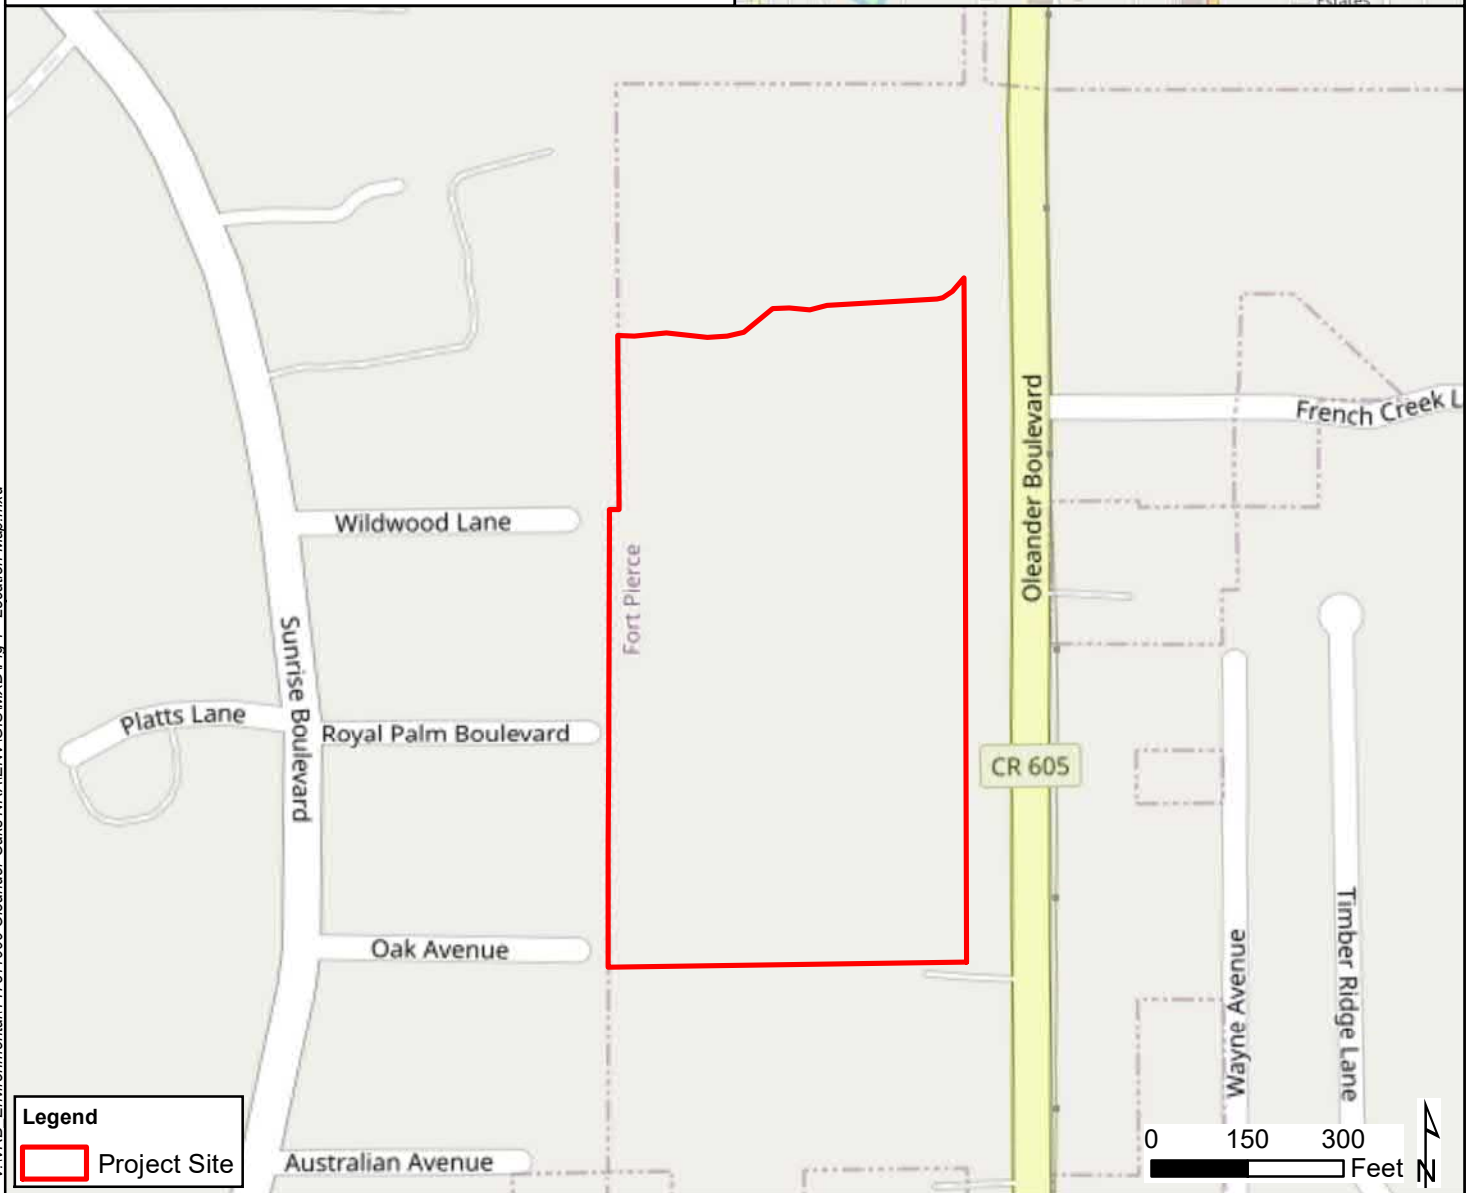 Estates
French Creek L
Oleander Boulevard
Wildwood Lane
Fort Pierce
Sunrise Boulevard
Platts Lane
Royal Palm Boulevard
CR 605
Oak Avenue
Timber Ridge Lane
Wayne Avenue
Australian Avenue
Legend
Project Site
0 150 300
Feet
N